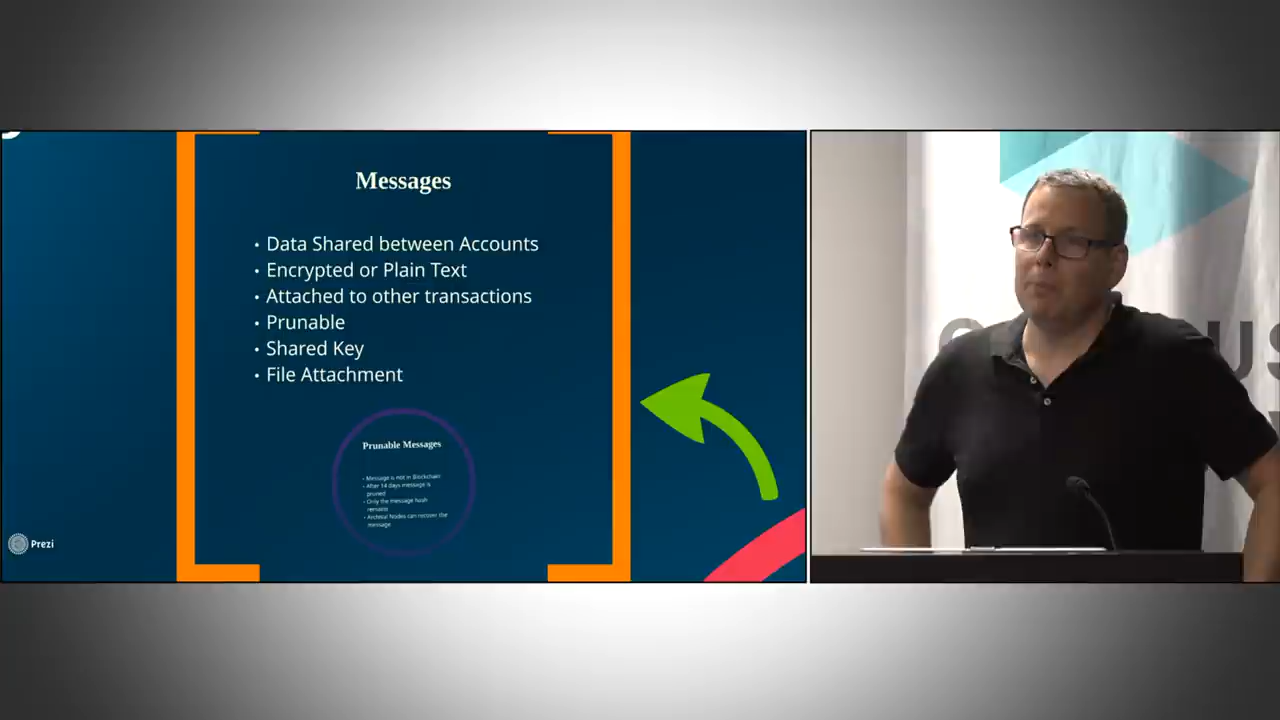 Messages
• Data Shared between Accounts
• Encrypted or Plain Text
• Attached to other transactions
• Prunable
• Shared Key
• File Attachment
Prunable Messages
• Message is not in Blockchain
• After 14 days message is
pruned
• Only the message hash
remains
• Archival Nodes can recover the
message
Prezi